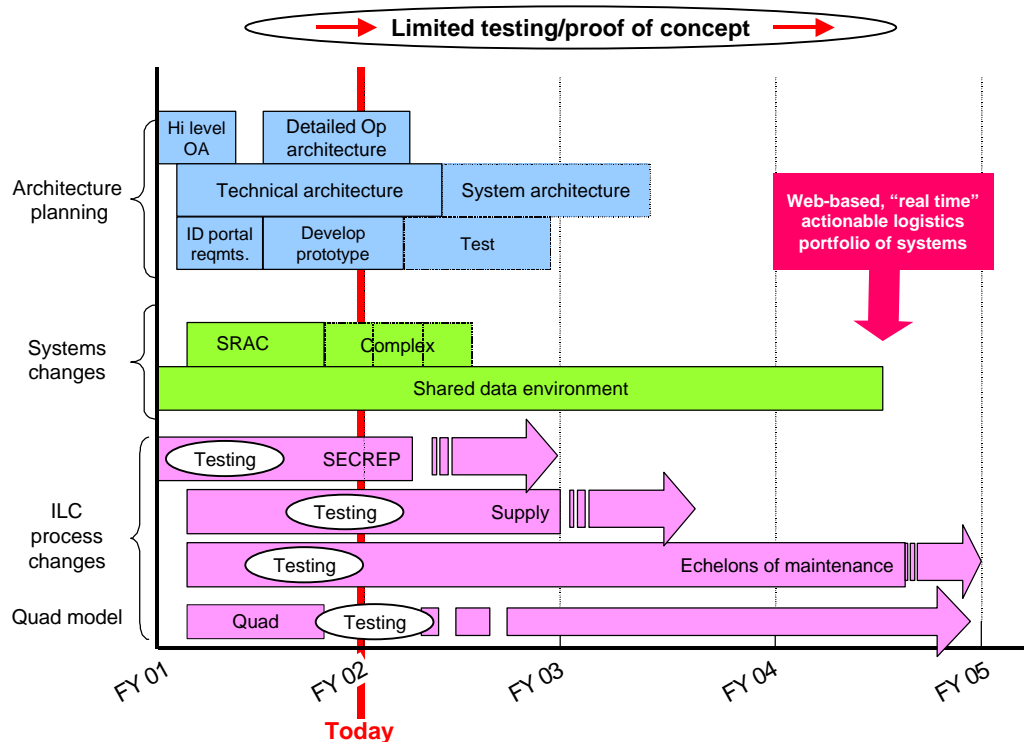 Limited testing/proof of concept
Hi level
OA
Detailed Op
architecture
Architecture
planning
Technical architecture
System architecture
ID portal
reqmts.
Develop
prototype
Test
Web-based, “real time”
actionable logistics
portfolio of systems
Systems
changes
SRAC
Complex
Shared data environment
ILC
process
changes
Testing
SECREP
Testing
Supply
Testing
Echelons of maintenance
Quad model
Quad
Testing
FY 01
FY 02
FY 03
FY 04
FY 05
Today